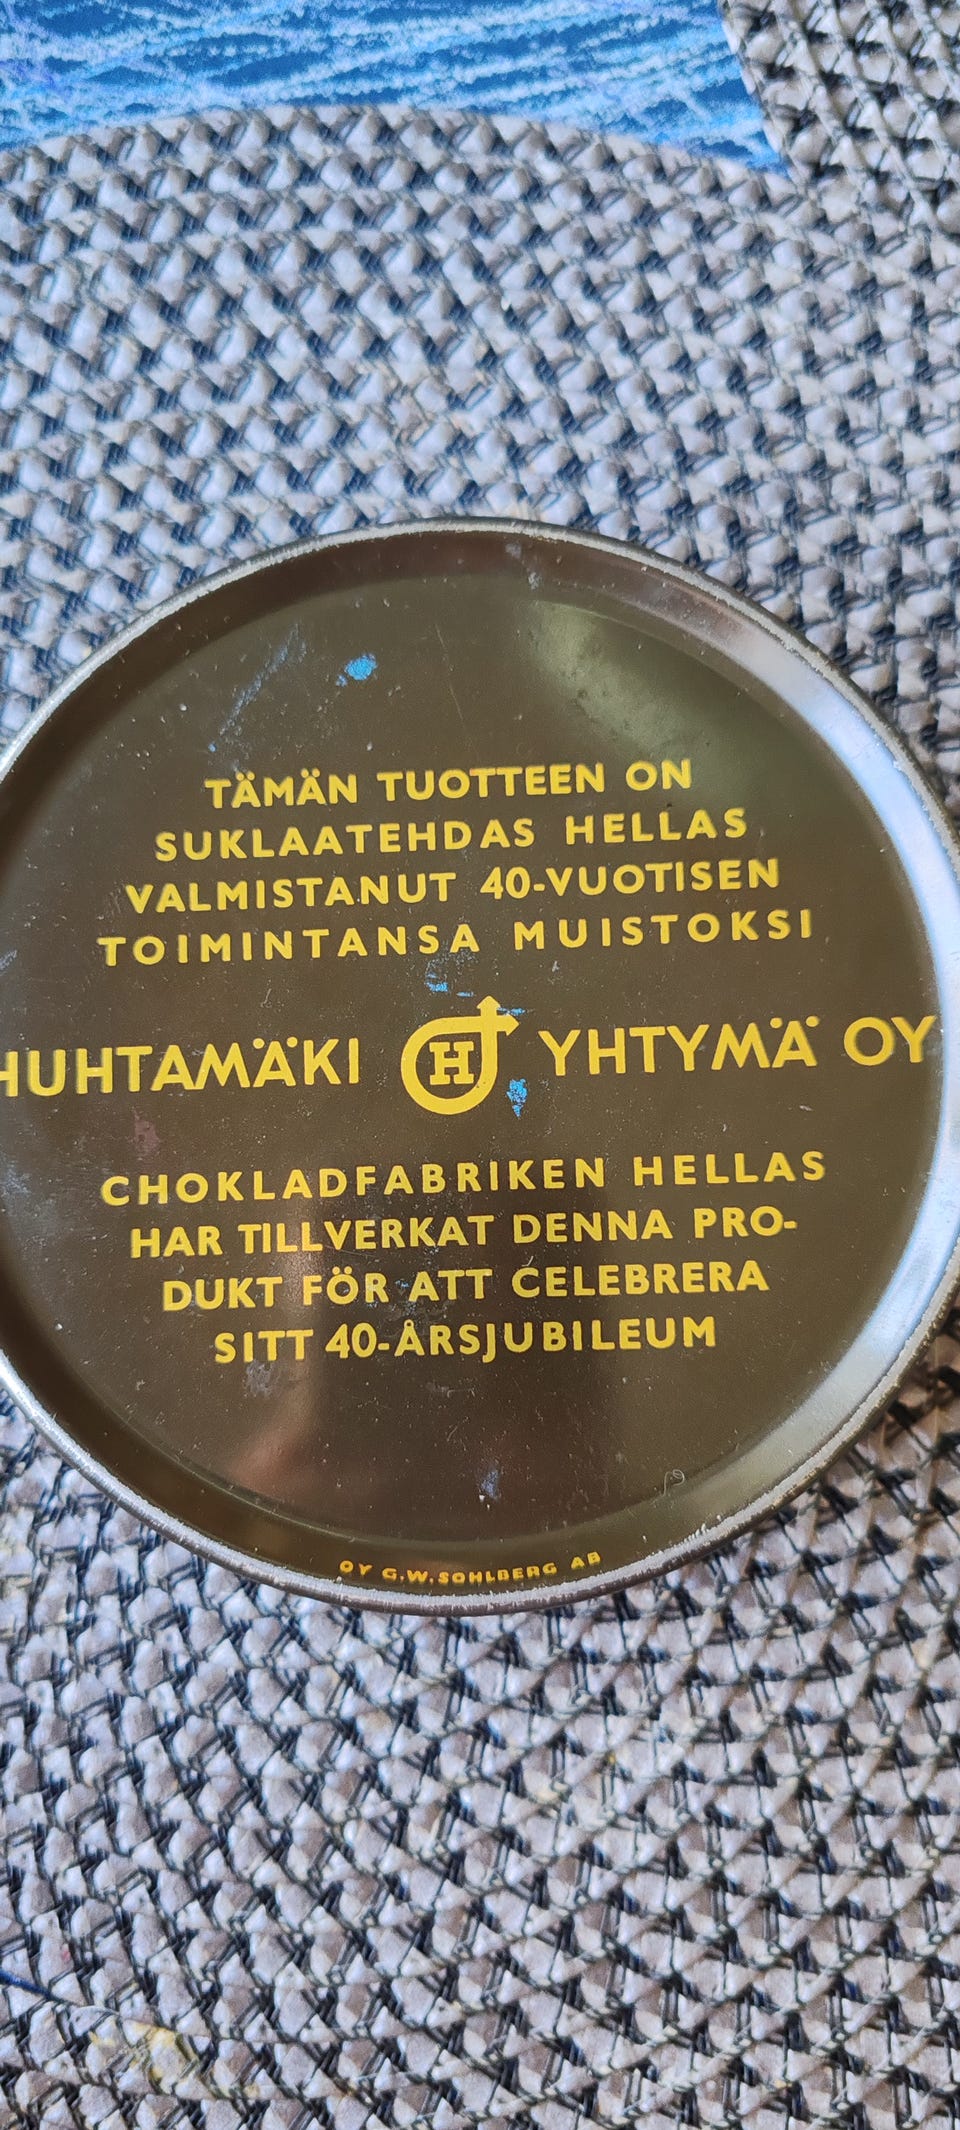 TÄMÄN TUOTTEEN ON
SUKLAATEHDAS HELLAS
VALMISTANUT 40-VUOTISEN
TOIMINTANSA MUISTOKSI
HUHTAMÄKI H YHTYMÄ OY
CHOKLADFABRIKEN HELLAS
HAR TILLVERKAT DENNA PRO-
DUKT FÖR ATT CELEBRERA
SITT 40-ÅRSJUBILEUM
OY G.W.SOHLBERG AB